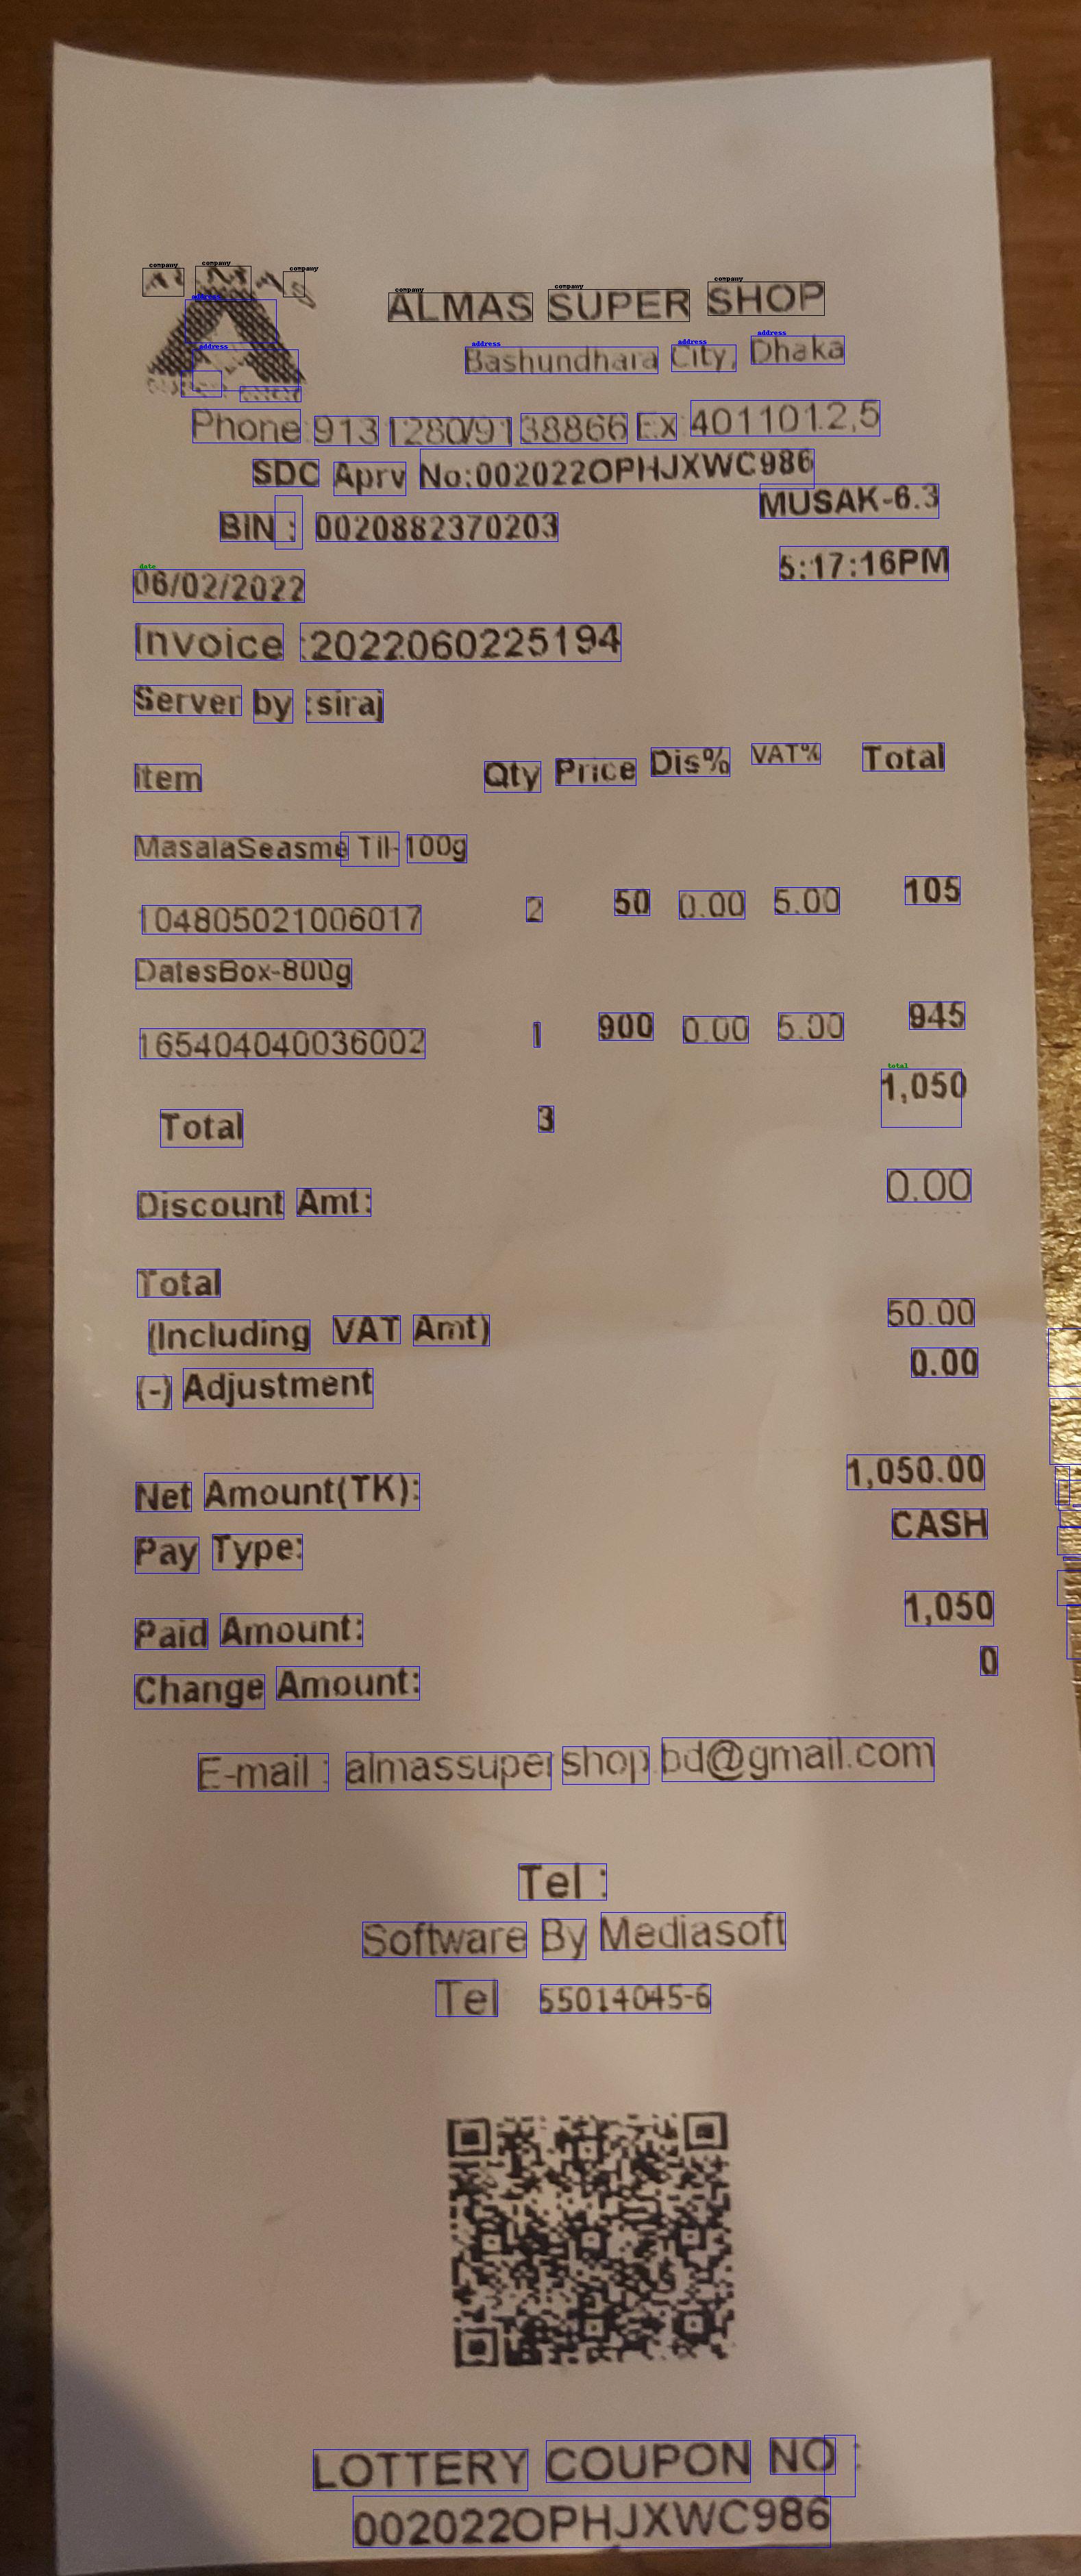 ALMAS SUPER SHOP
Bashundhara City, Dhaka
Phone:913 1280/91 38866 Ex:401101.2,5
SDC Aprv No:002022OPHJXWC986
MUSAK-6.3
BIN : 0020882370203
5:17:16PM
06/02/2022
Invoice :2022060225194
Server by :siraj
Item Qty Price Dis% VAT% Total
MasalaSeasme Til-100g
104805021006017 2 50 0.00 5.00 105
DatesBox-800g
165404040036002 1 900 0.00 5.00 945
Total 3 1,050
Discount Amt: 0.00
Total
(Including VAT Amt) 50.00
(-) Adjustment 0.00
Net Amount(TK): 1,050.00
Pay Type: CASH
Paid Amount: 1,050
Change Amount: 0
E-mail : almassuper shop.bd@gmail.com
Tel :
Software By Mediasoft
Tel 55014045-6
LOTTERY COUPON NO :
002022OPHJXWC986